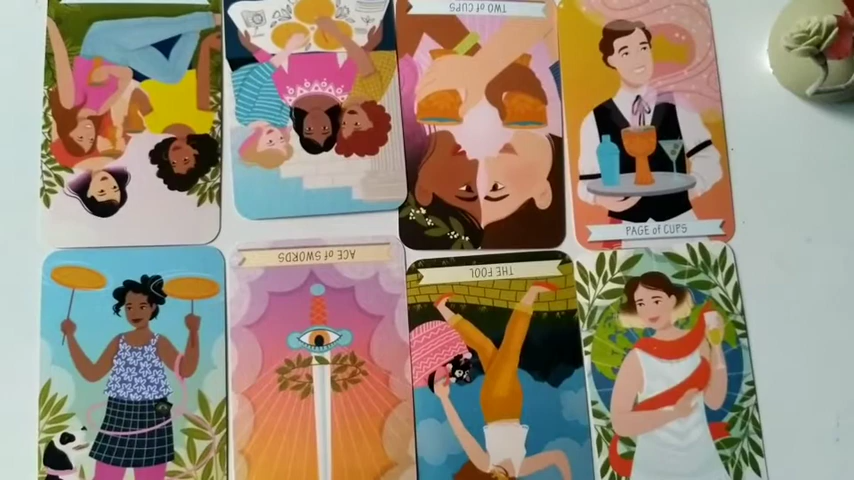 TWO of CUPS
PAGE of CUPS
ACE of SWORDS
THE FOOL